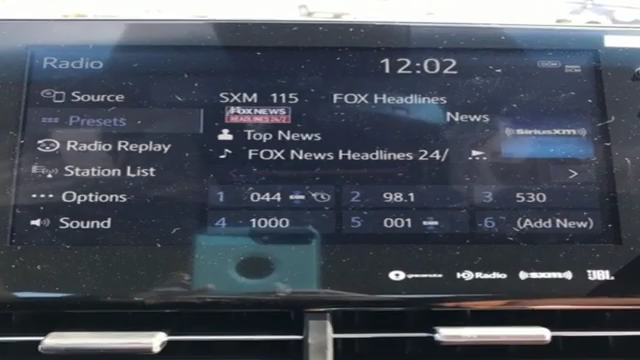 Radio 12:02
Source SXM 115 FOX Headlines
FOX NEWS News
HEADLINES 24/7
Presets Top News SiriusXM
Radio Replay FOX News Headlines 24/
Station List >
Options 1 044 2 98.1 3 530
Sound 4 1000 5 001 6 (Add New)
gracenote HD Radio SXM JBL